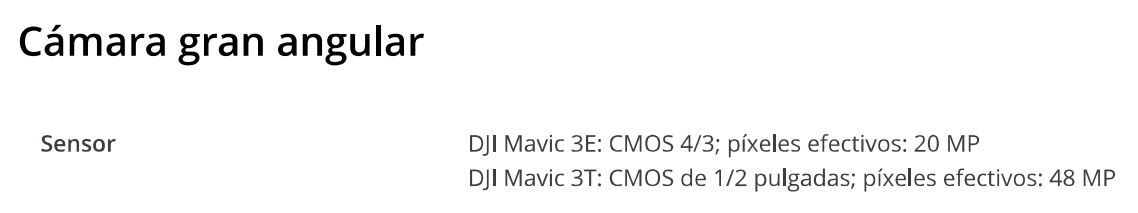 Cámara gran angular
Sensor
DJI Mavic 3E: CMOS 4/3; píxeles efectivos: 20 MP
DJI Mavic 3T: CMOS de 1/2 pulgadas; píxeles efectivos: 48 MP